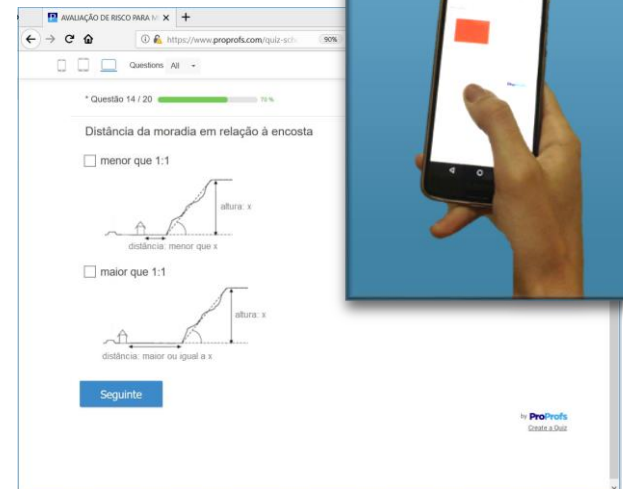 AVALIAÇÃO DE RISCO PARA M
https://www.proprofs.com/quiz-sch
90%
Questions All
* Questão 14 / 20
70 %
Distância da moradia em relação à encosta
menor que 1:1
altura: x
distância: menor que x
maior que 1:1
altura: x
distância: maior ou igual a x
Seguinte
by ProProfs
Create a Quiz